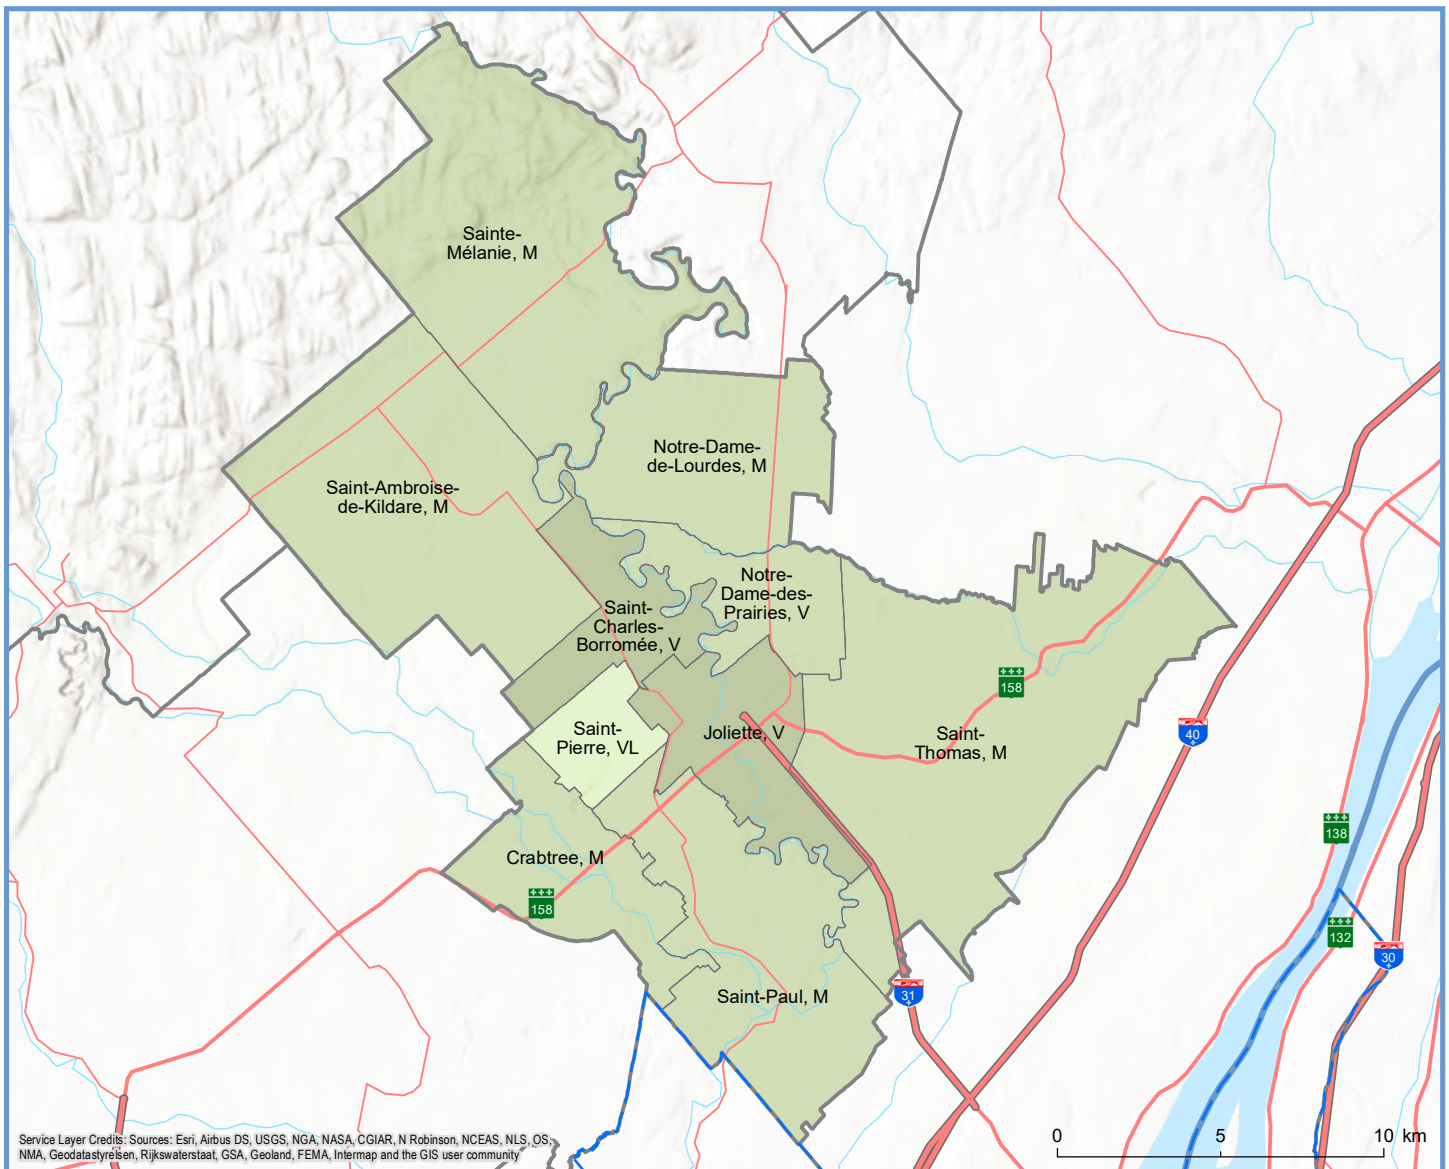 Sainte-
Mélanie, M
Notre-Dame-
de-Lourdes, M
Saint-Ambroise-
de-Kildare, M
Notre-
Dame-des-
Prairies, V
Saint-
Charles-
Borromée, V
158
Saint-
Pierre, VL
Joliette, V
Saint-
Thomas, M
40
138
Crabtree, M
158
132
30
31
Saint-Paul, M
0 5 10 km
Service Layer Credits: Sources: Esri, Airbus DS, USGS, NGA, NASA, CGIAR, N Robinson, NCEAS, NLS, OS,
NMA, Geodatastyrelsen, Rijkswaterstaat, GSA, Geoland, FEMA, Intermap and the GIS user community